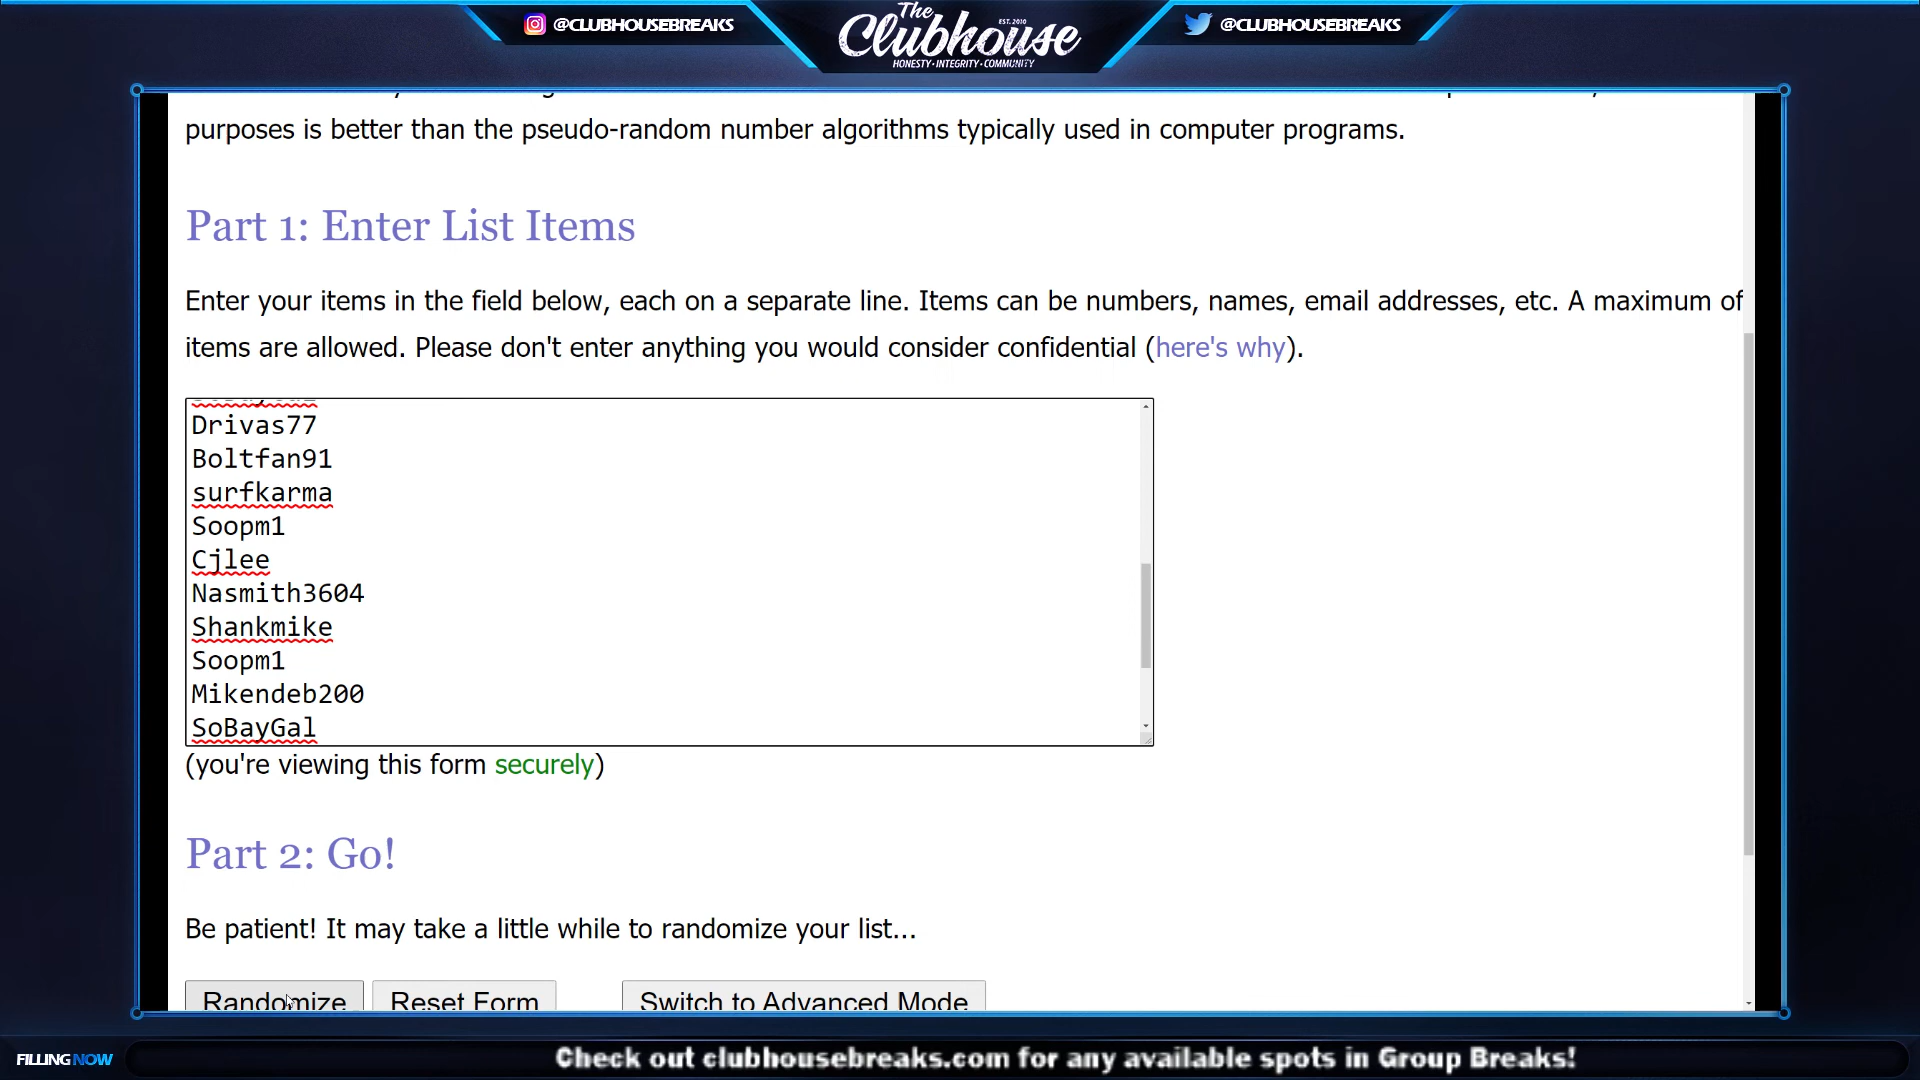 @CLUBHOUSEBREAKS
The
Clubhouse
EST. 2010
HONESTY • INTEGRITY • COMMUNITY
@CLUBHOUSEBREAKS
purposes is better than the pseudo-random number algorithms typically used in computer programs.
Part 1: Enter List Items
Enter your items in the field below, each on a separate line. Items can be numbers, names, email addresses, etc. A maximum of
items are allowed. Please don't enter anything you would consider confidential (here's why).
Drivas77
Boltfan91
surfkarma
Soopm1
Cjlee
Nasmith3604
Shankmike
Soopm1
Mikendeb200
SoBayGal
(you're viewing this form securely)
Part 2: Go!
Be patient! It may take a little while to randomize your list...
Randomize Reset Form Switch to Advanced Mode
FILLING NOW Check out clubhousebreaks.com for any available spots in Group Breaks!